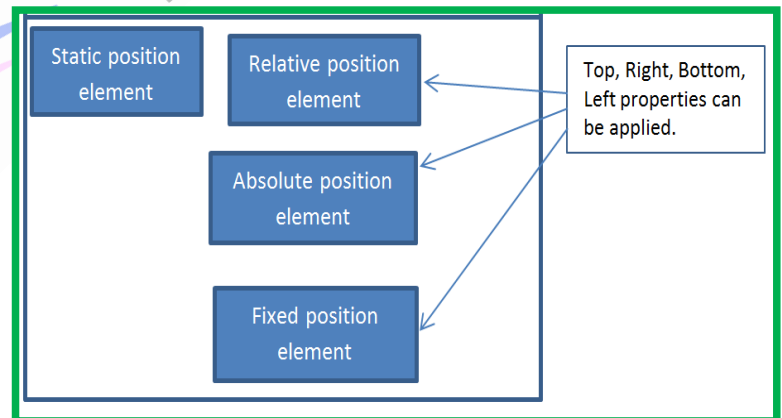 Static position
element
Relative position
element
Top, Right, Bottom,
Left properties can
be applied.
Absolute position
element
Fixed position
element